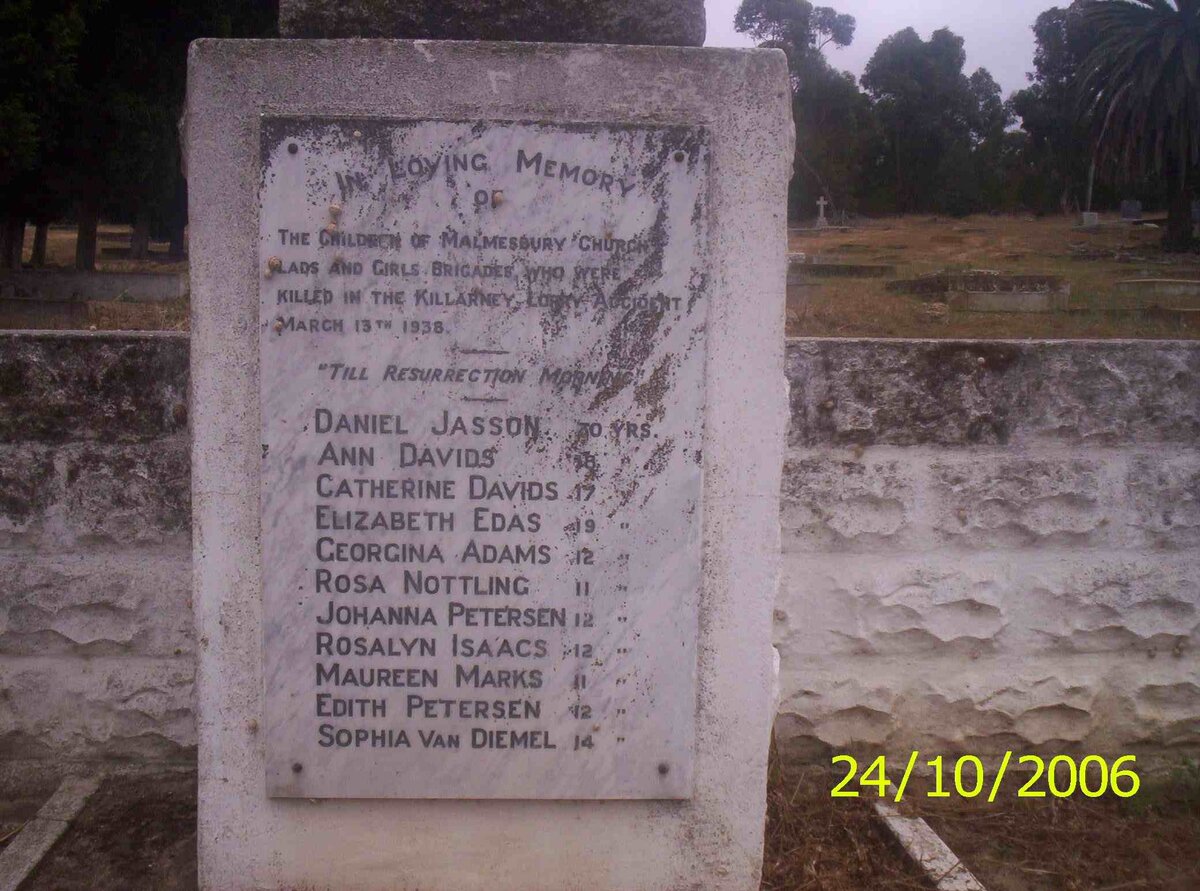 IN LOVING MEMORY
OF
THE CHILDREN OF MALMESBURY CHURCH
LADS AND GIRLS BRIGADES WHO WERE
KILLED IN THE KILLARNEY LORRY ACCIDENT
MARCH 13TH 1938.
"TILL RESURRECTION MORNING"
DANIEL JASSON 30 YRS.
ANN DAVIDS
CATHERINE DAVIDS 17
ELIZABETH EDAS 19 "
GEORGINA ADAMS 12 "
ROSA NOTTLING 11 "
JOHANNA PETERSEN 12 "
ROSALYN ISAACS 12 "
MAUREEN MARKS 11 "
EDITH PETERSEN 12 "
SOPHIA VAN DIEMEL 14 "
24/10/2006